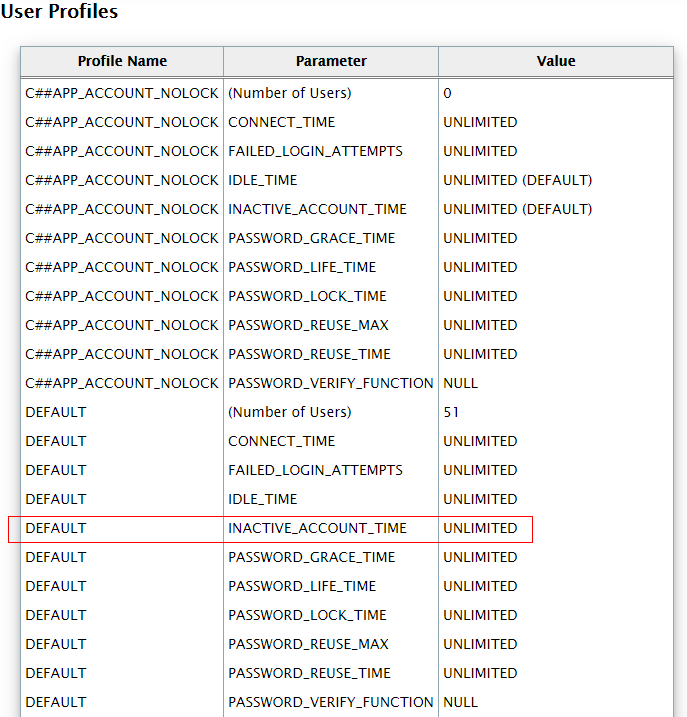 User Profiles
Profile Name Parameter Value
C##APP_ACCOUNT_NOLOCK (Number of Users) 0
C##APP_ACCOUNT_NOLOCK CONNECT_TIME UNLIMITED
C##APP_ACCOUNT_NOLOCK FAILED_LOGIN_ATTEMPTS UNLIMITED
C##APP_ACCOUNT_NOLOCK IDLE_TIME UNLIMITED (DEFAULT)
C##APP_ACCOUNT_NOLOCK INACTIVE_ACCOUNT_TIME UNLIMITED (DEFAULT)
C##APP_ACCOUNT_NOLOCK PASSWORD_GRACE_TIME UNLIMITED
C##APP_ACCOUNT_NOLOCK PASSWORD_LIFE_TIME UNLIMITED
C##APP_ACCOUNT_NOLOCK PASSWORD_LOCK_TIME UNLIMITED
C##APP_ACCOUNT_NOLOCK PASSWORD_REUSE_MAX UNLIMITED
C##APP_ACCOUNT_NOLOCK PASSWORD_REUSE_TIME UNLIMITED
C##APP_ACCOUNT_NOLOCK PASSWORD_VERIFY_FUNCTION NULL
DEFAULT (Number of Users) 51
DEFAULT CONNECT_TIME UNLIMITED
DEFAULT FAILED_LOGIN_ATTEMPTS UNLIMITED
DEFAULT IDLE_TIME UNLIMITED
DEFAULT INACTIVE_ACCOUNT_TIME UNLIMITED
DEFAULT PASSWORD_GRACE_TIME UNLIMITED
DEFAULT PASSWORD_LIFE_TIME UNLIMITED
DEFAULT PASSWORD_LOCK_TIME UNLIMITED
DEFAULT PASSWORD_REUSE_MAX UNLIMITED
DEFAULT PASSWORD_REUSE_TIME UNLIMITED
DEFAULT PASSWORD_VERIFY_FUNCTION NULL